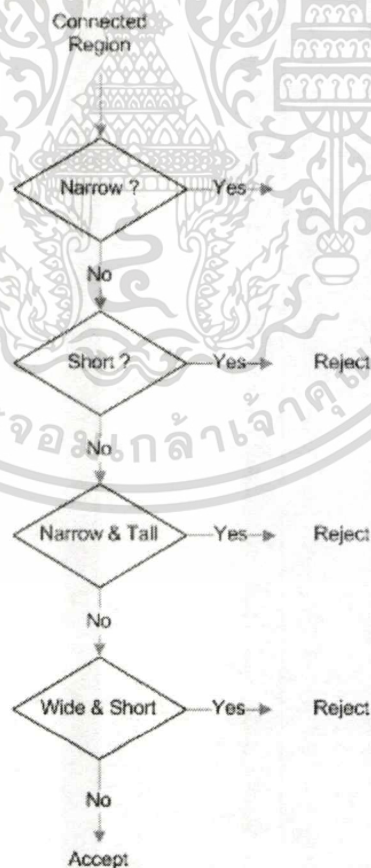 Connected
Region
Narrow ? Yes
No
Short ? Yes Reject
No
Narrow & Tall Yes Reject
No
Wide & Short Yes Reject
No
Accept